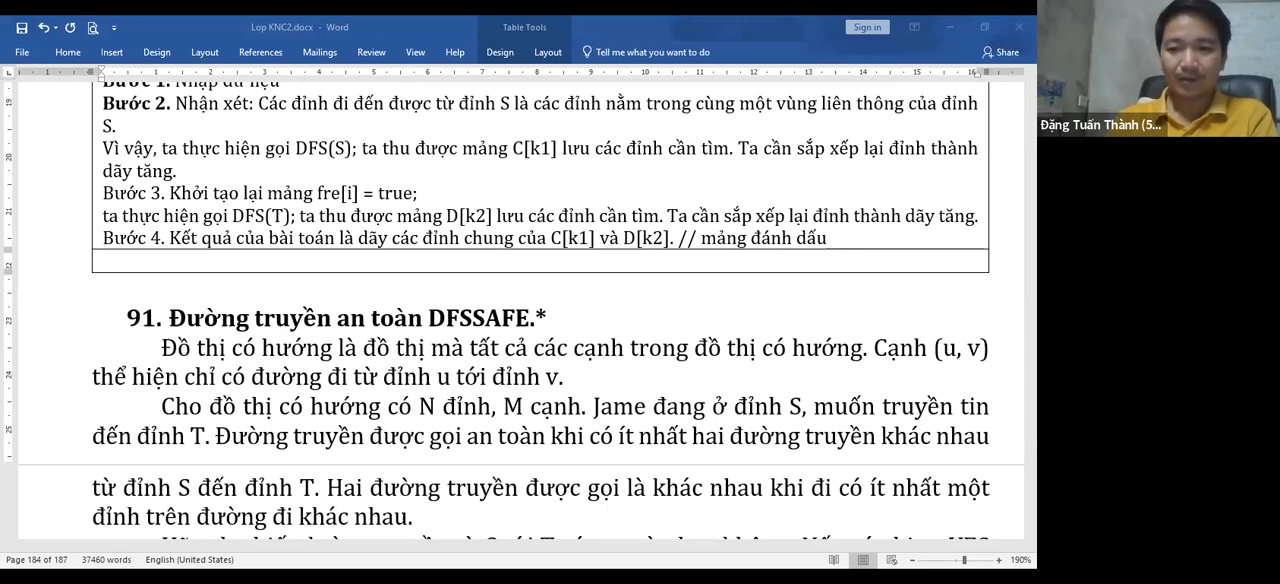 Lop KNC2.docx - Word
Table Tools
Sign in
File Home Insert Design Layout References Mailings Review View Help Design Layout Tell me what you want to do Share
Bước 1. Nhập dữ liệu
Bước 2. Nhận xét: Các đỉnh đi đến được từ đỉnh S là các đỉnh nằm trong cùng một vùng liên thông của đỉnh
S.
Vì vậy, ta thực hiện gọi DFS(S); ta thu được mảng C[k1] lưu các đỉnh cần tìm. Ta cần sắp xếp lại đỉnh thành
dãy tăng.
Bước 3. Khởi tạo lại mảng fre[i] = true;
ta thực hiện gọi DFS(T); ta thu được mảng D[k2] lưu các đỉnh cần tìm. Ta cần sắp xếp lại đỉnh thành dãy tăng.
Bước 4. Kết quả của bài toán là dãy các đỉnh chung của C[k1] và D[k2]. // mảng đánh dấu
91. Đường truyền an toàn DFSSAFE.*
Đồ thị có hướng là đồ thị mà tất cả các cạnh trong đồ thị có hướng. Cạnh (u, v)
thể hiện chỉ có đường đi từ đỉnh u tới đỉnh v.
Cho đồ thị có hướng có N đỉnh, M cạnh. Jame đang ở đỉnh S, muốn truyền tin
đến đỉnh T. Đường truyền được gọi an toàn khi có ít nhất hai đường truyền khác nhau
từ đỉnh S đến đỉnh T. Hai đường truyền được gọi là khác nhau khi đi có ít nhất một
đỉnh trên đường đi khác nhau.
Page 184 of 187 37460 words English (United States) 190%
Đặng Tuấn Thành (5...